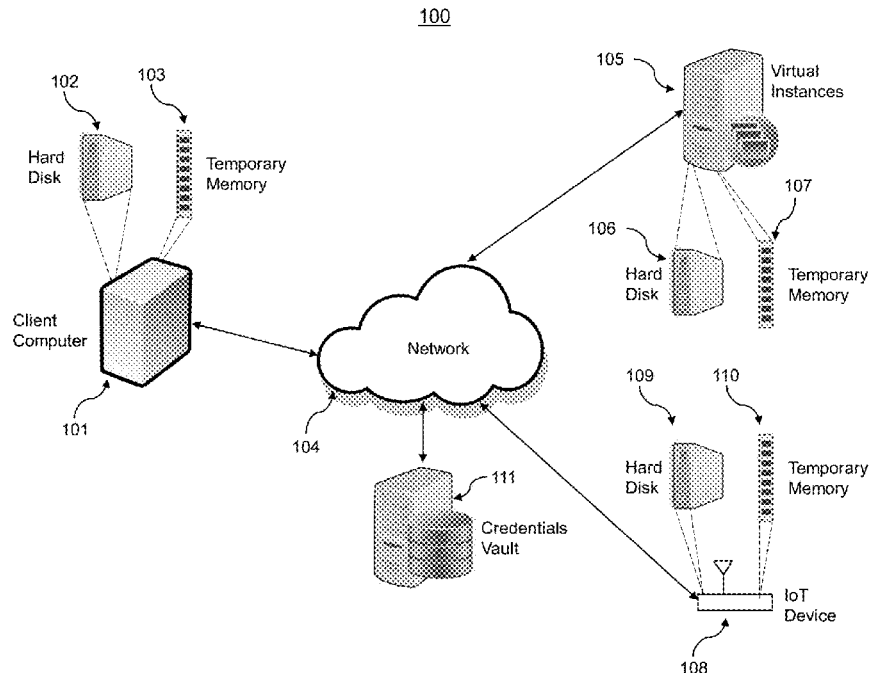 100
102
103
Hard
Disk
Temporary
Memory
Client
Computer
101
105
Virtual
Instances
106
107
Hard
Disk
Temporary
Memory
Network
104
111
Credentials
Vault
109
110
Hard
Disk
Temporary
Memory
IoT
Device
108